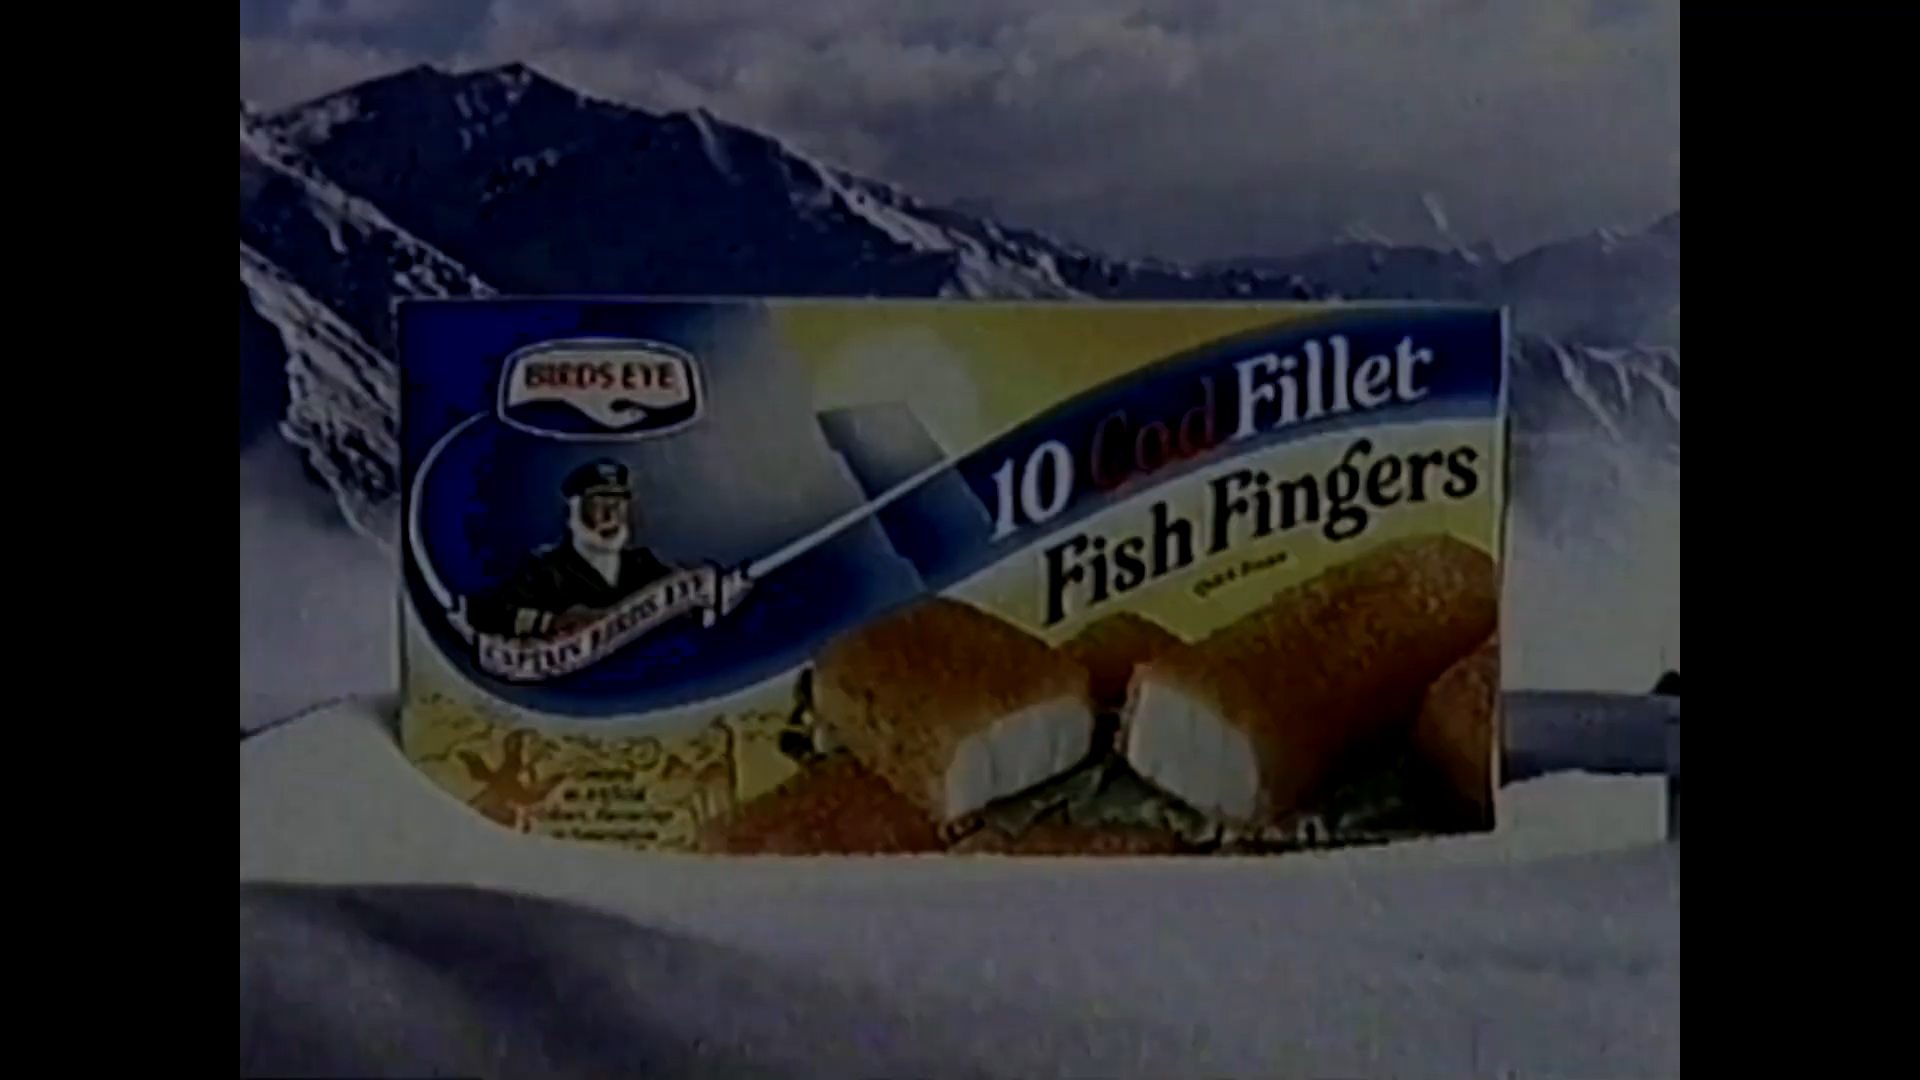 BIRDS EYE
10 Cod Fillet
Fish Fingers
CAPTAIN BIRDS EYE